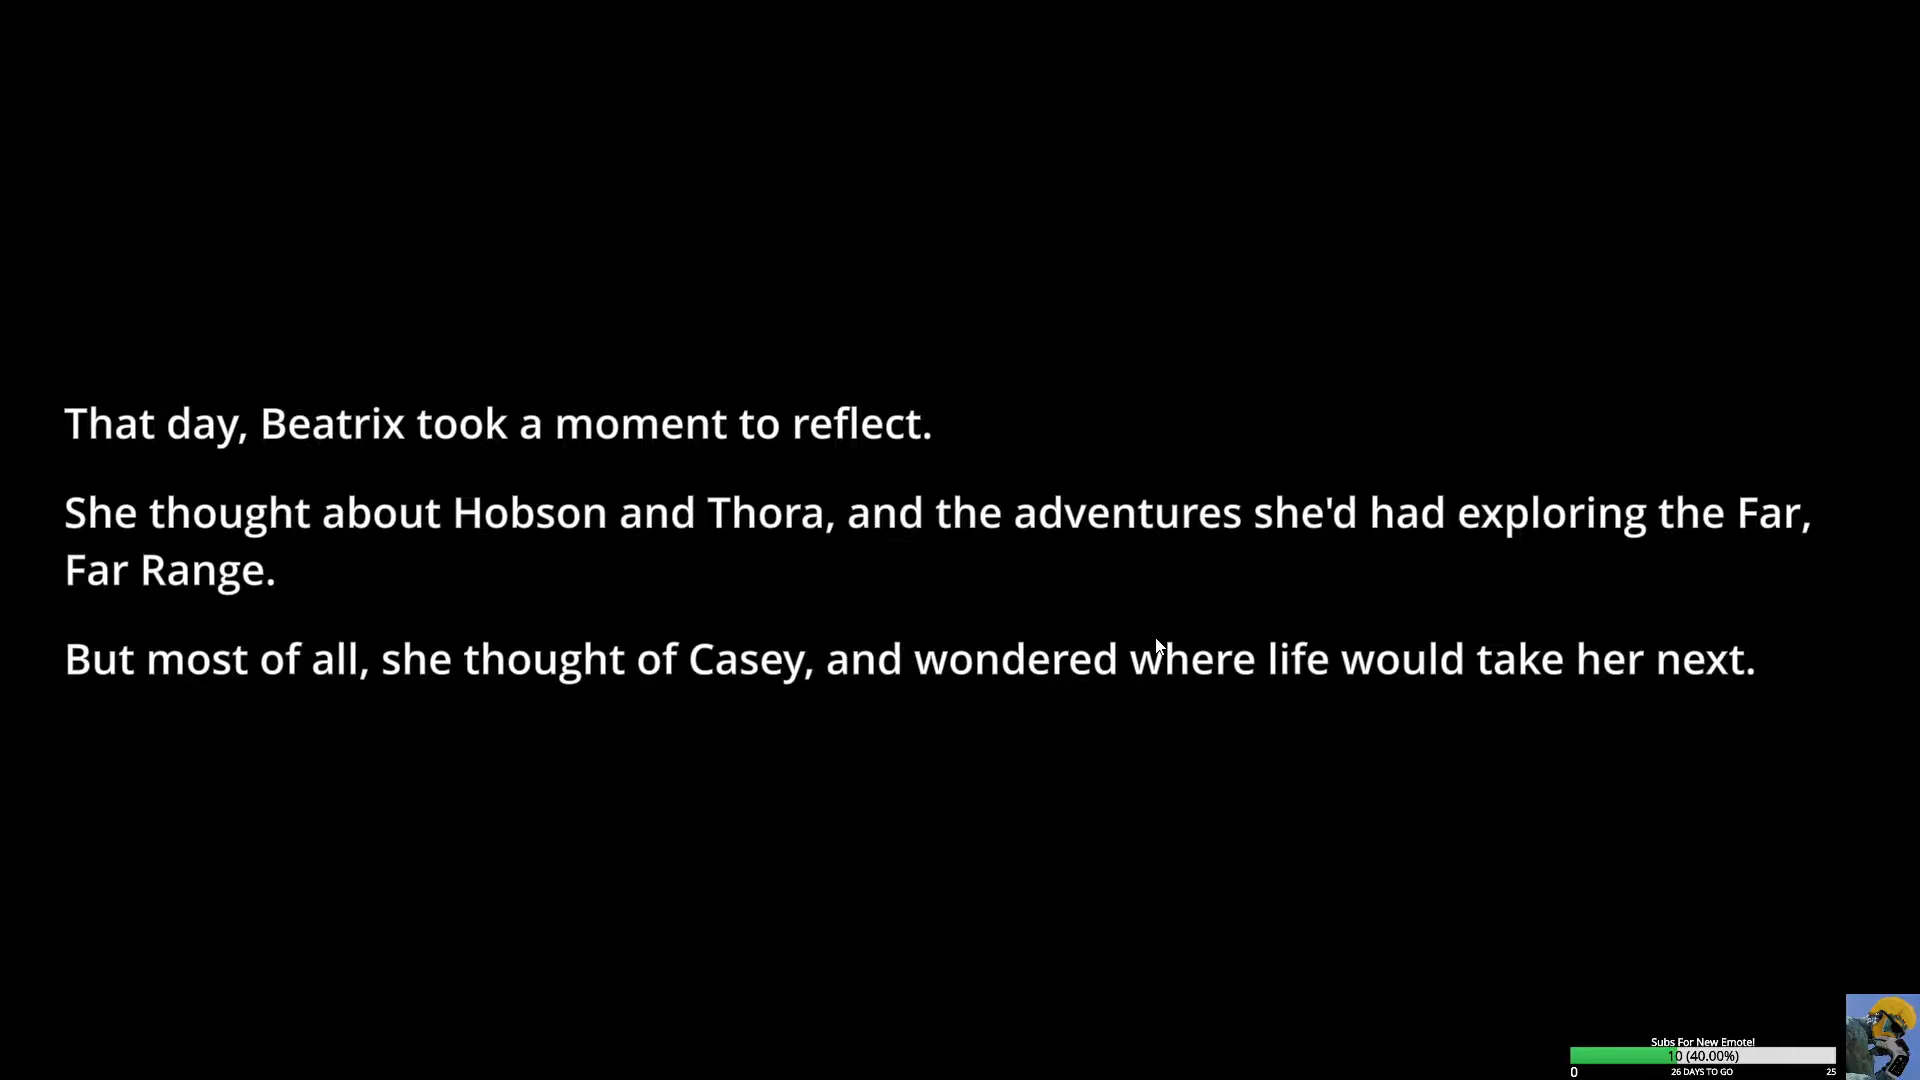 That day, Beatrix took a moment to reflect.
She thought about Hobson and Thora, and the adventures she'd had exploring the Far,
Far Range.
But most of all, she thought of Casey, and wondered where life would take her next.
Subs For New Emote!
10 (40.00%)
0 26 DAYS TO GO 25